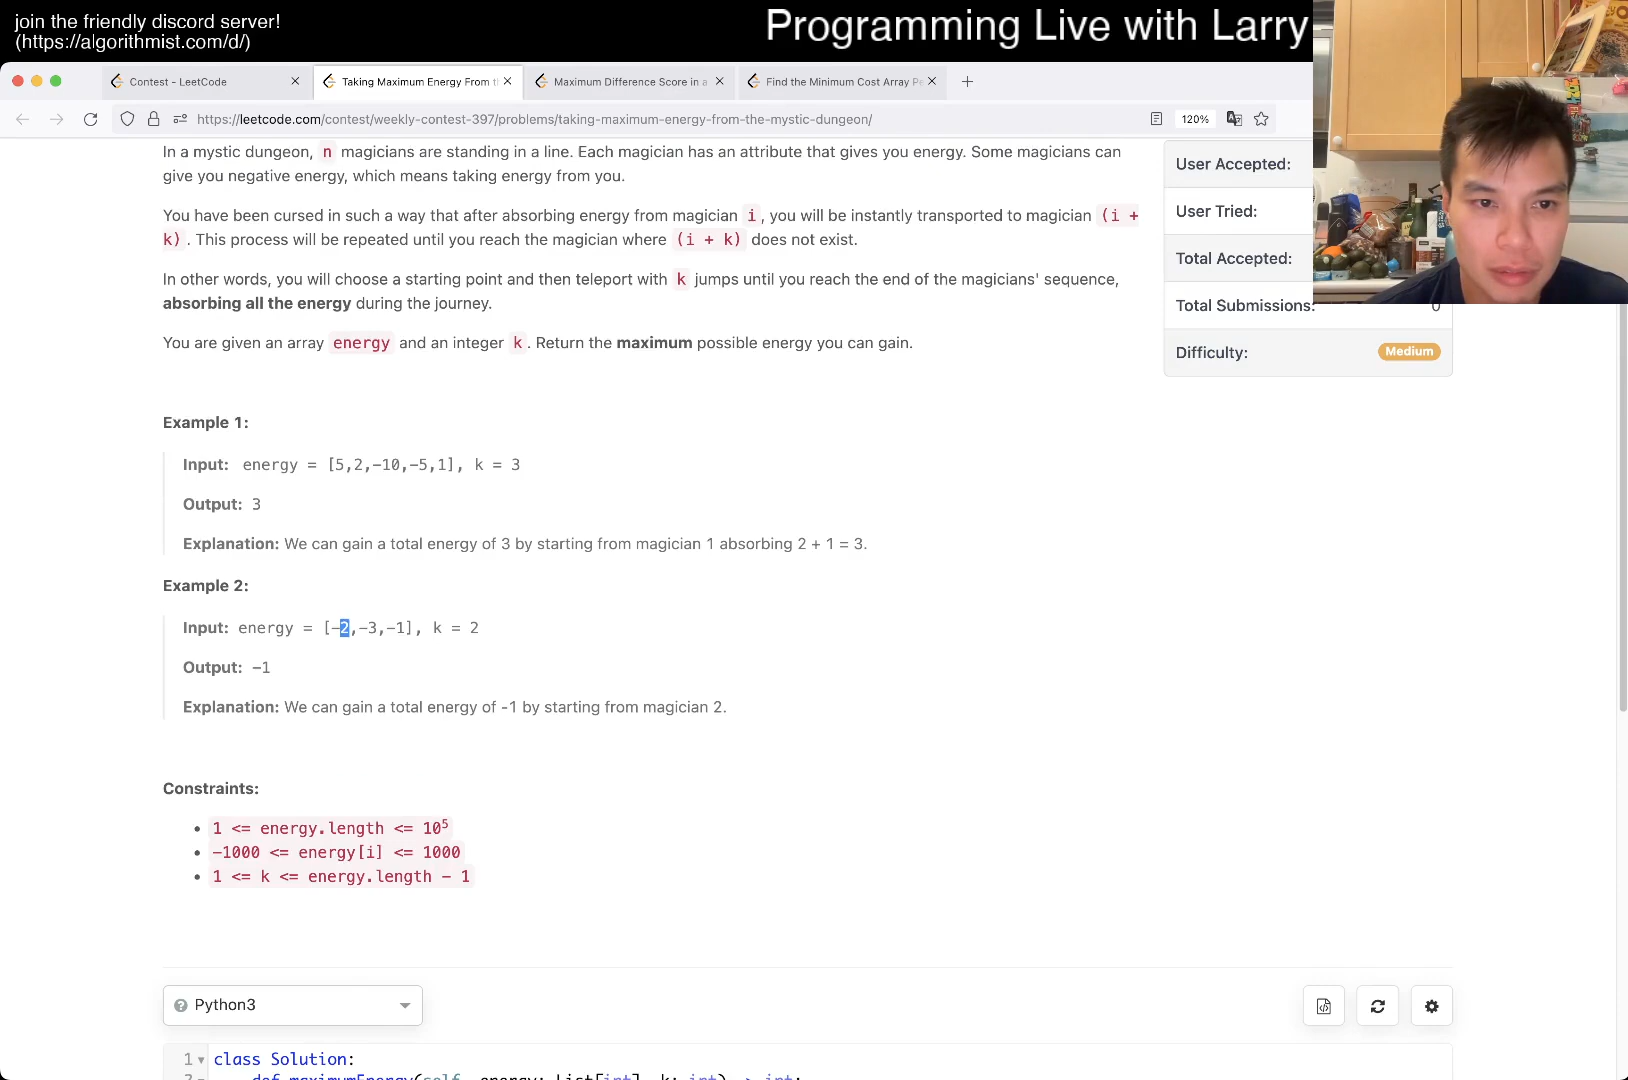 join the friendly discord server!
(https://algorithmist.com/d/)
Programming Live with Larry
Contest - LeetCode
Taking Maximum Energy From t
Maximum Difference Score in a
Find the Minimum Cost Array Pe
https://leetcode.com/contest/weekly-contest-397/problems/taking-maximum-energy-from-the-mystic-dungeon/
120%
In a mystic dungeon, n magicians are standing in a line. Each magician has an attribute that gives you energy. Some magicians can
give you negative energy, which means taking energy from you.
You have been cursed in such a way that after absorbing energy from magician i, you will be instantly transported to magician (i +
k). This process will be repeated until you reach the magician where (i + k) does not exist.
In other words, you will choose a starting point and then teleport with k jumps until you reach the end of the magicians' sequence,
absorbing all the energy during the journey.
You are given an array energy and an integer k. Return the maximum possible energy you can gain.
User Accepted:
User Tried:
Total Accepted:
Total Submissions: 0
Difficulty: Medium
Example 1:
Input: energy = [5,2,-10,-5,1], k = 3
Output: 3
Explanation: We can gain a total energy of 3 by starting from magician 1 absorbing 2 + 1 = 3.
Example 2:
Input: energy = [-2,-3,-1], k = 2
Output: -1
Explanation: We can gain a total energy of -1 by starting from magician 2.
Constraints:
1 <= energy.length <= 10⁵
-1000 <= energy[i] <= 1000
1 <= k <= energy.length - 1
Python3
1 class Solution:
2 def maximumEnergy(self, energy: List[int], k: int) -> int: